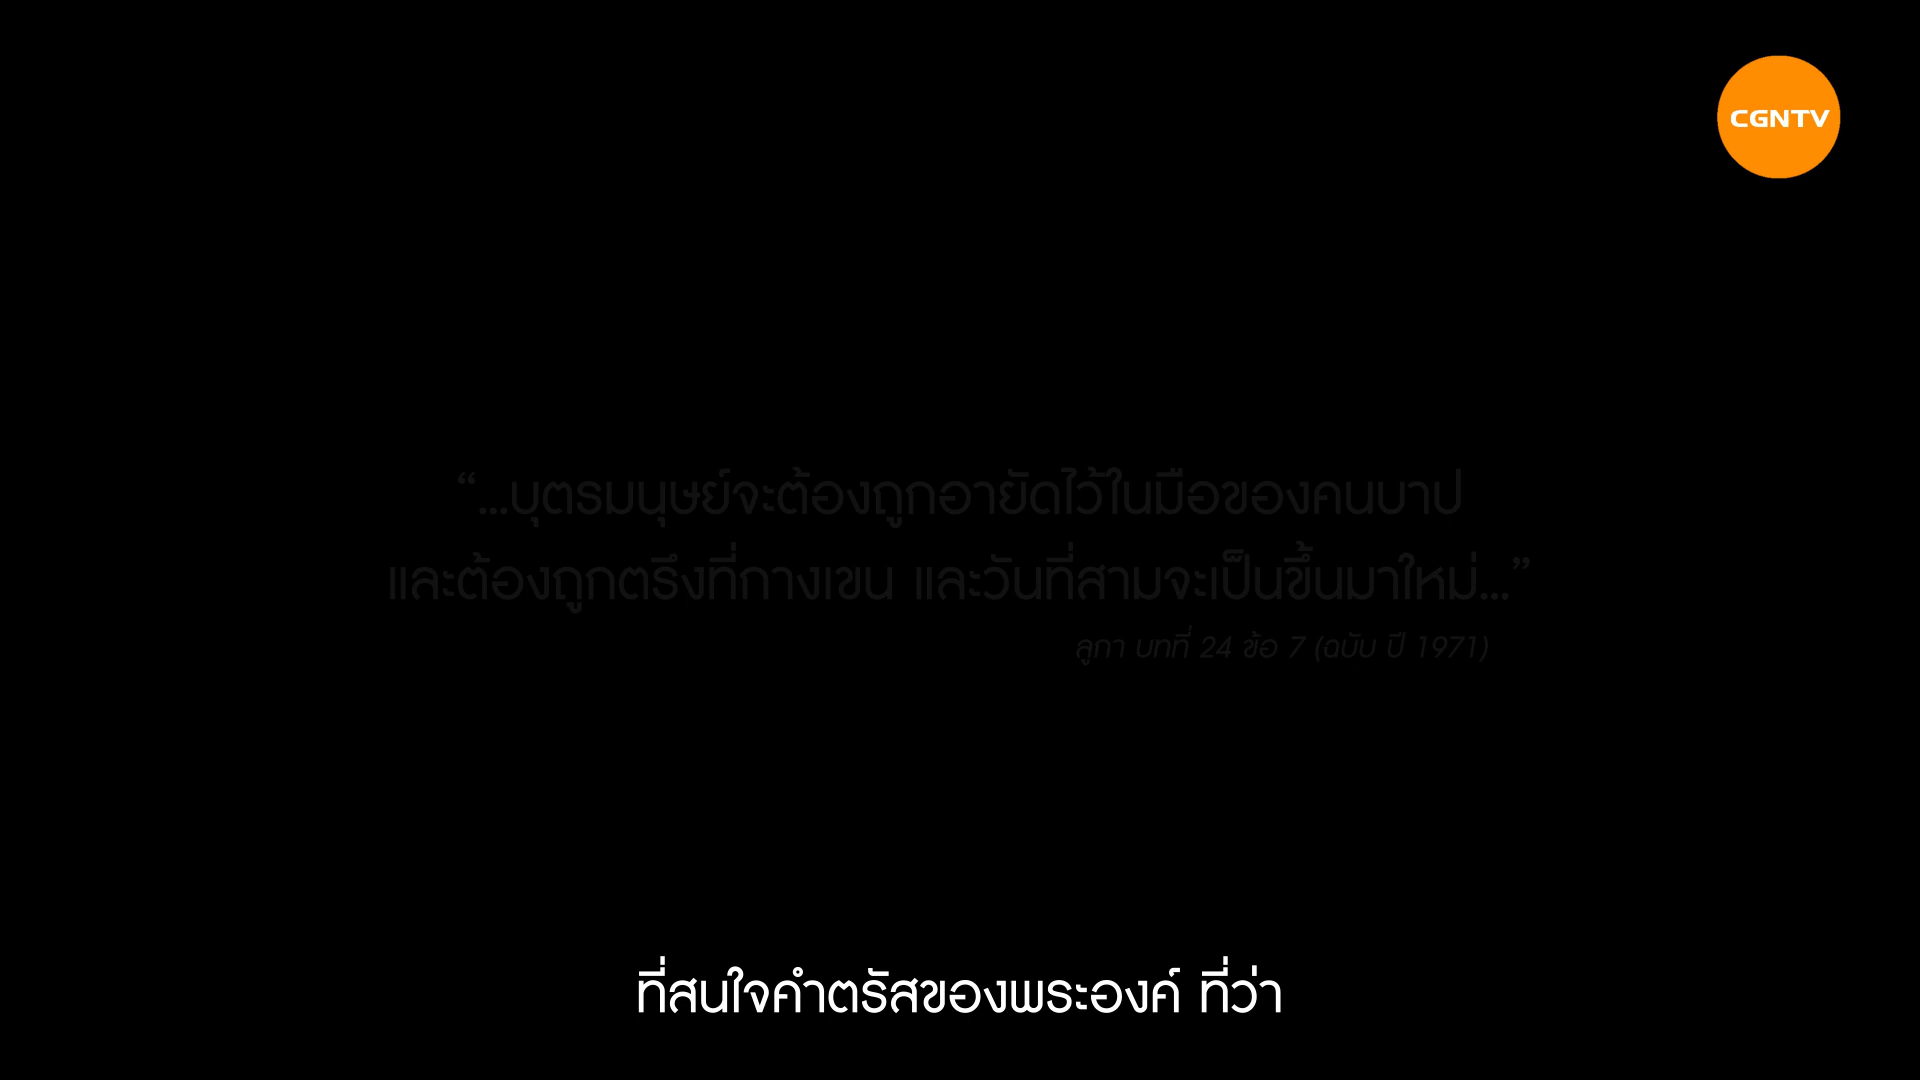 CGNTV
“...บุตรมนุษย์จะต้องถูกอายัดไว้ในมือของคนบาป
และต้องถูกตรึงที่กางเขน และวันที่สามจะเป็นขึ้นมาใหม่...”
ลูกา บทที่ 24 ข้อ 7 (ฉบับ ปี 1971)
ที่สนใจคำตรัสของพระองค์ ที่ว่า